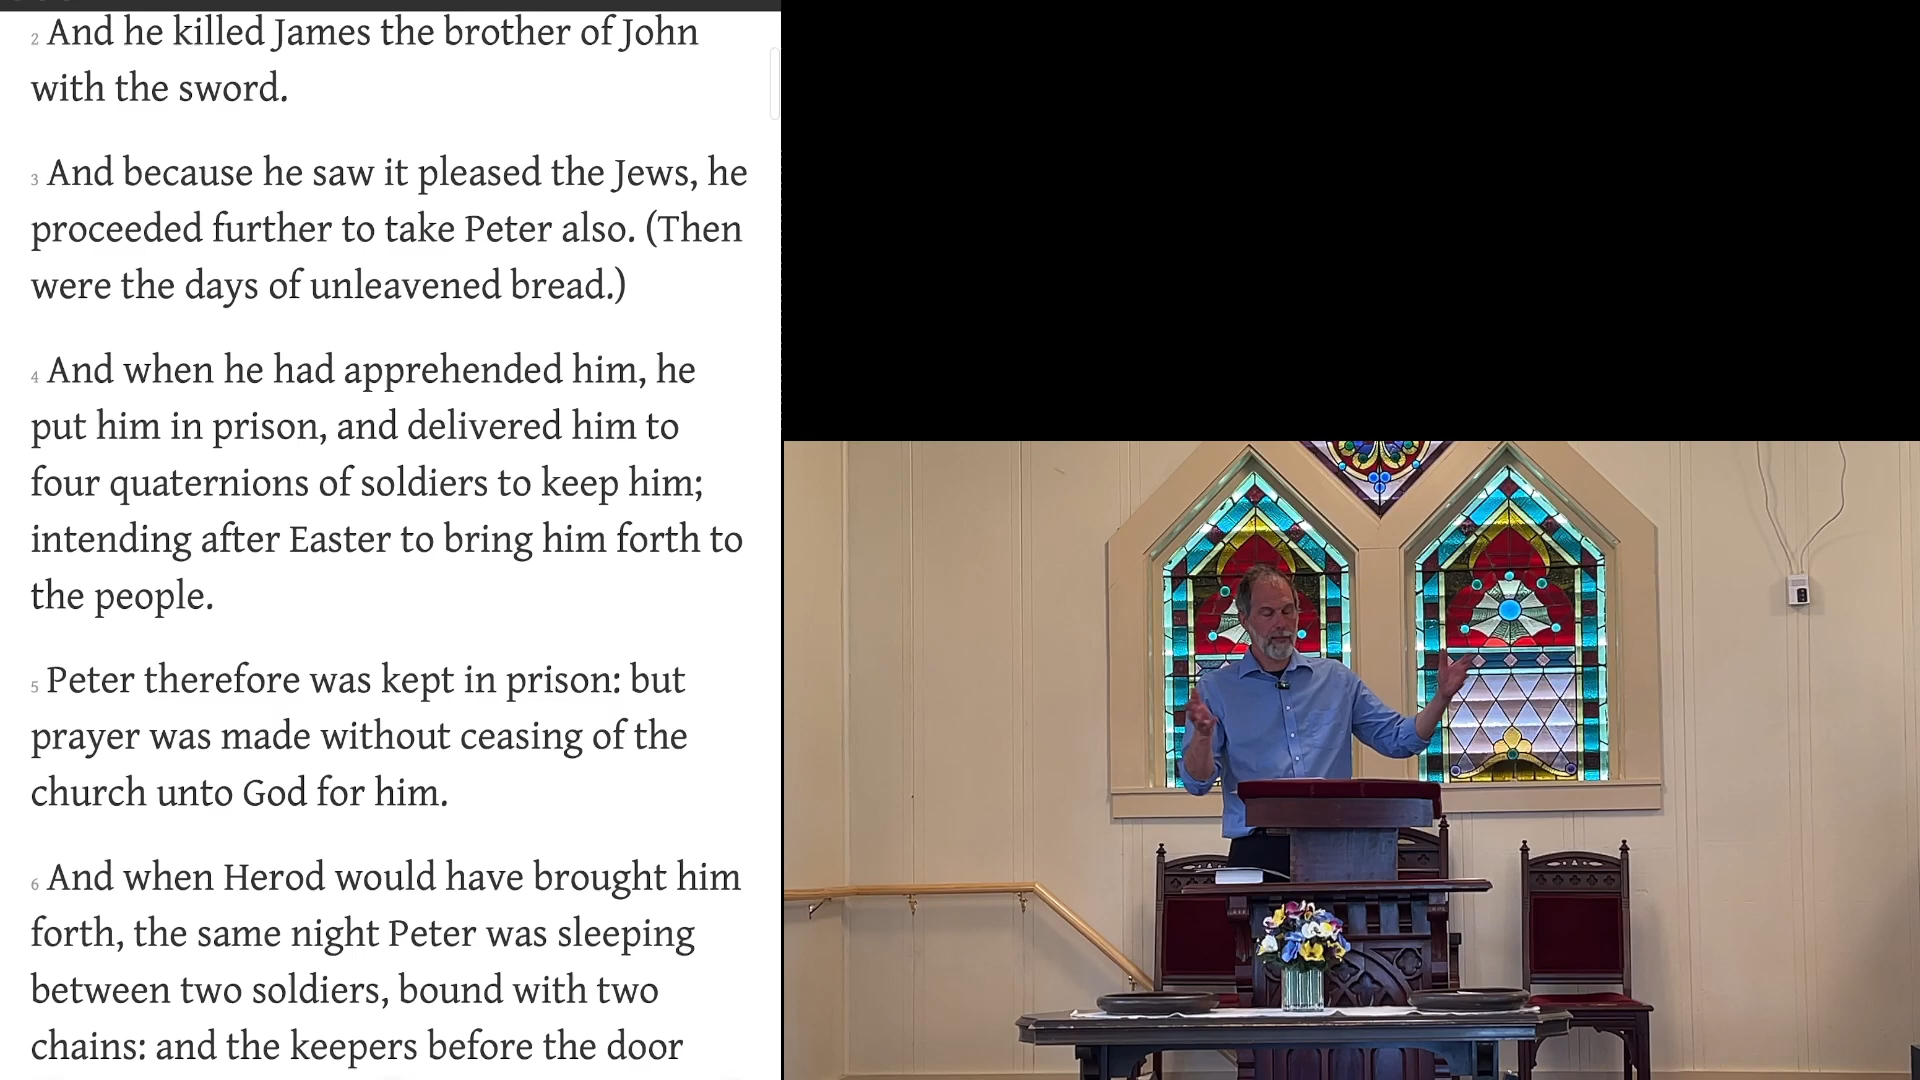 2 And he killed James the brother of John
with the sword.
3 And because he saw it pleased the Jews, he
proceeded further to take Peter also. (Then
were the days of unleavened bread.)
4 And when he had apprehended him, he
put him in prison, and delivered him to
four quaternions of soldiers to keep him;
intending after Easter to bring him forth to
the people.
5 Peter therefore was kept in prison: but
prayer was made without ceasing of the
church unto God for him.
6 And when Herod would have brought him
forth, the same night Peter was sleeping
between two soldiers, bound with two
chains: and the keepers before the door